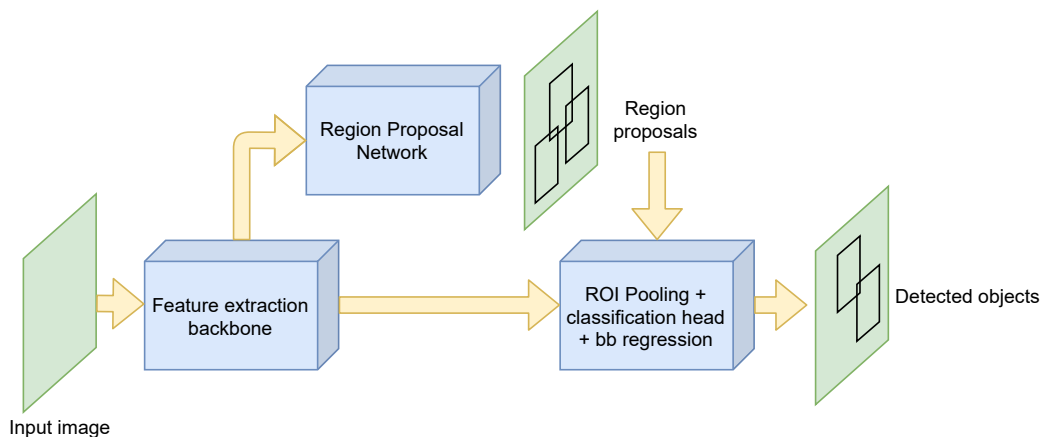 Region Proposal
Network
Region
proposals
Feature extraction
backbone
ROI Pooling +
classification head
+ bb regression
Detected objects
Input image